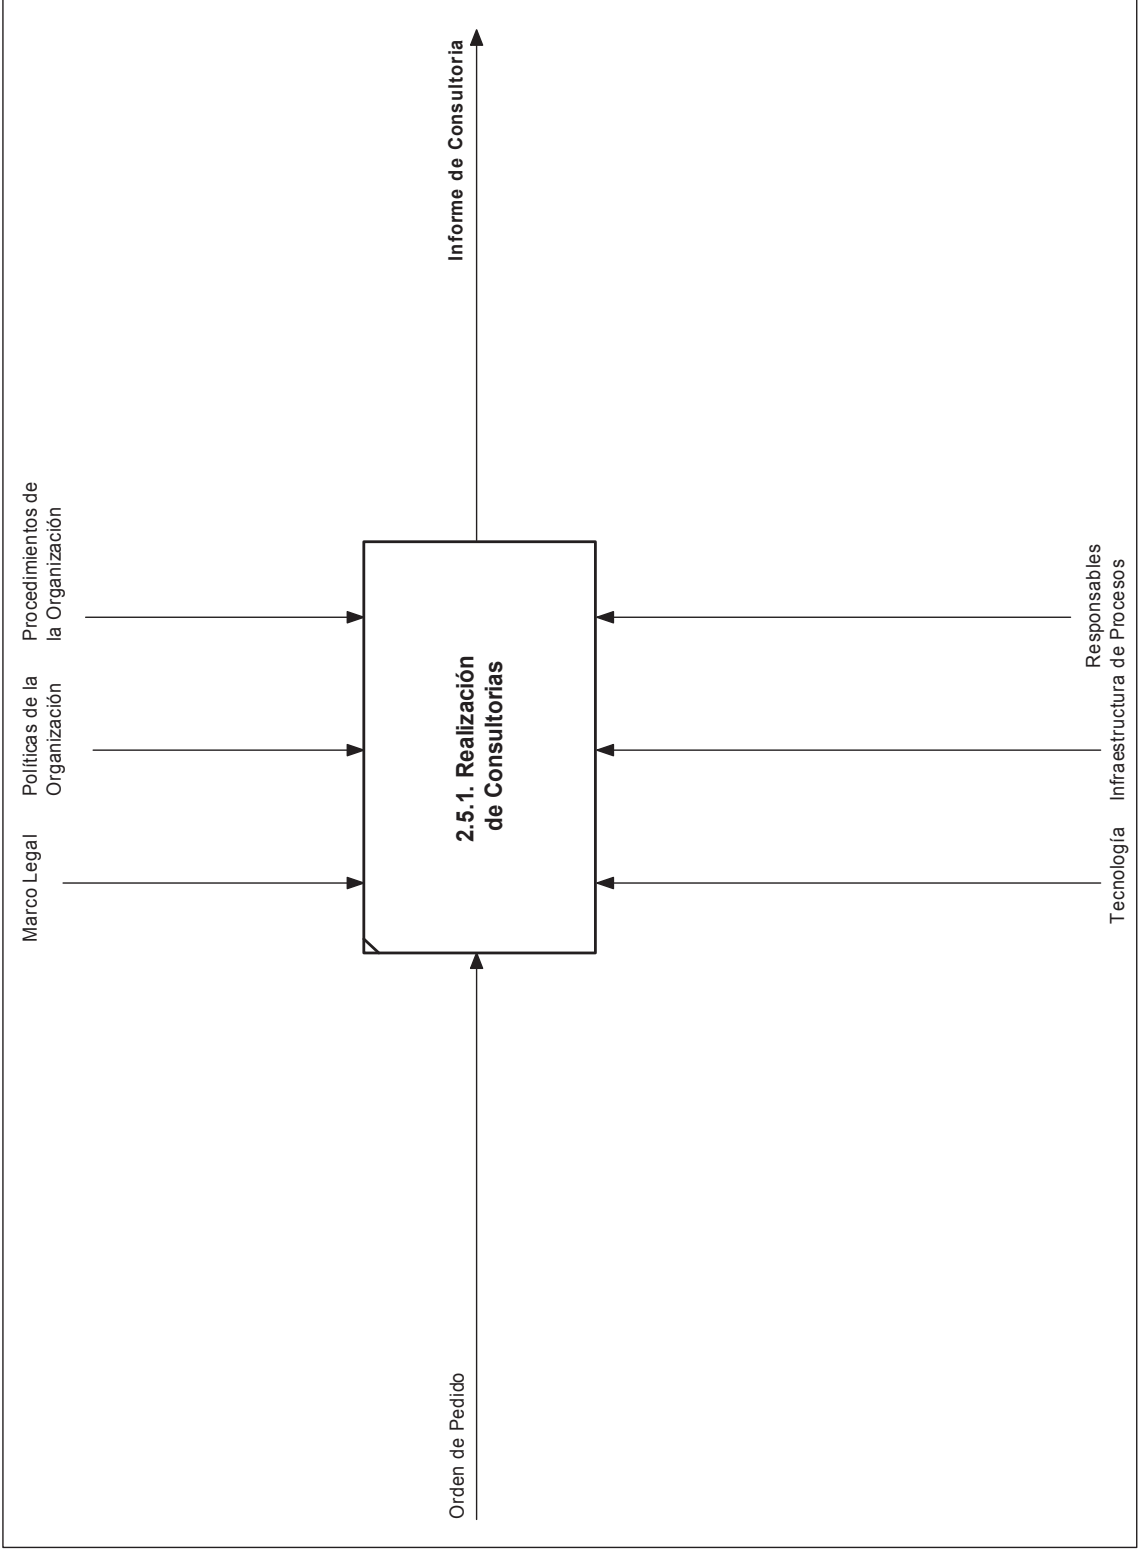 Marco Legal
Políticas de la
Organización
Procedimientos de
la Organización
Orden de Pedido
2.5.1. Realización
de Consultorias
Informe de Consultoria
Tecnología
Infraestructura de Procesos
Responsables